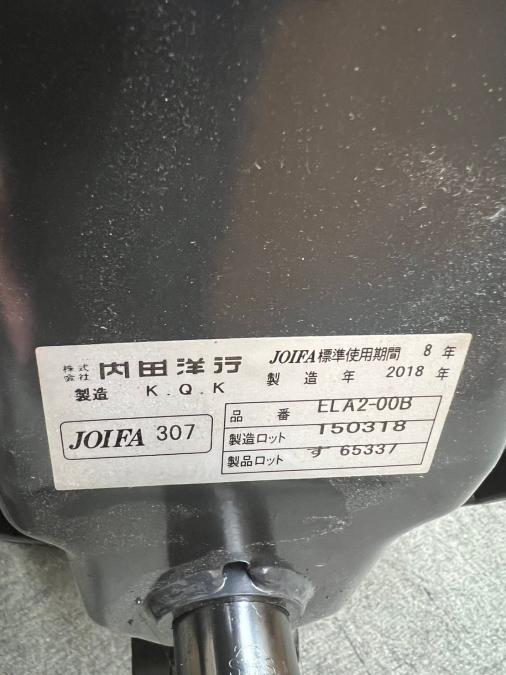 株式会社 内田洋行
製造 K.Q.K
JOIFA 307
JOIFA標準使用期間 8年
製造年 2018年
品番 ELA2-00B
製造ロット 150318
製品ロット す 65337